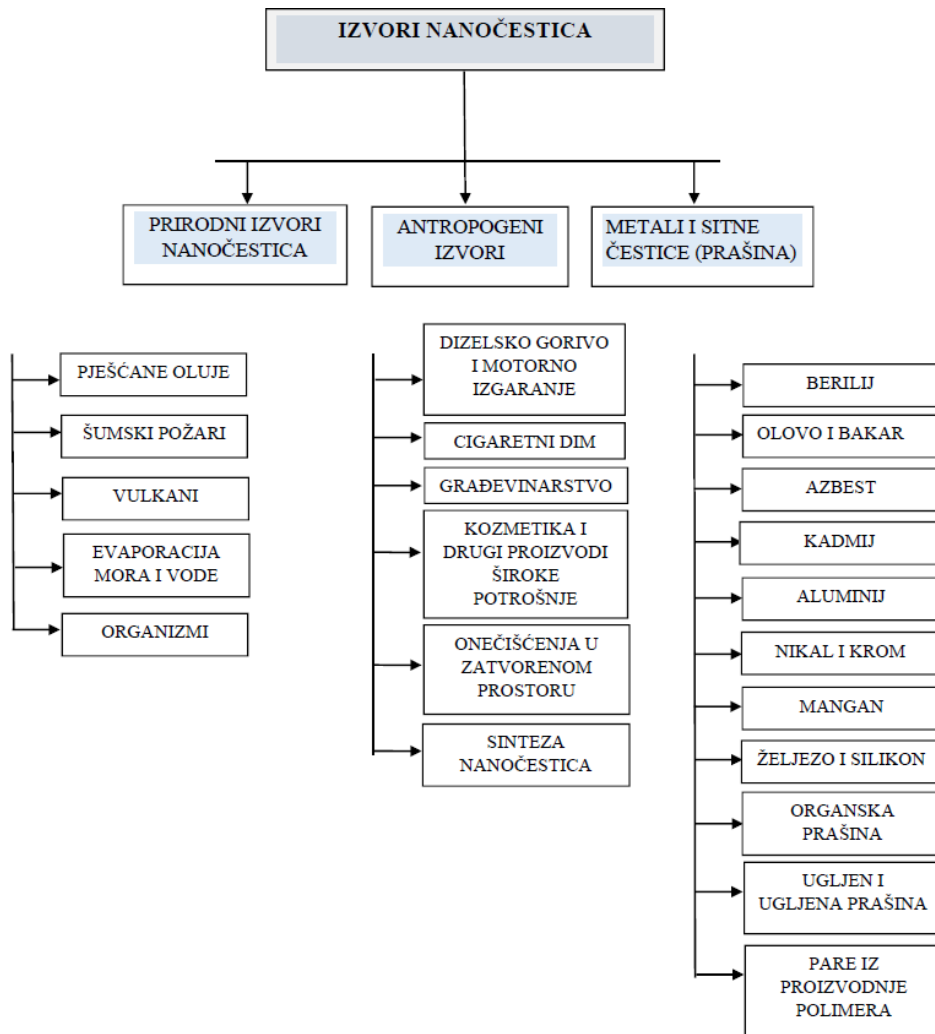 IZVORI NANOČESTICA
PRIRODNI IZVORI
NANOČESTICA
ANTROPOGENI
IZVORI
METALI I SITNE
ČESTICE (PRAŠINA)
PJEŠČANE OLUJE
ŠUMSKI POŽARI
VULKANI
EVAPORACIJA
MORA I VODE
ORGANIZMI
DIZELSKO GORIVO
I MOTORNO
IZGARANJE
CIGARETNI DIM
GRAĐEVINARSTVO
KOZMETIKA I
DRUGI PROIZVODI
ŠIROKE
POTROŠNJE
ONEČIŠĆENJA U
ZATVORENOM
PROSTORU
SINTEZA
NANOČESTICA
BERILIJ
OLOVO I BAKAR
AZBEST
KADMIJ
ALUMINIJ
NIKAL I KROM
MANGAN
ŽELJEZO I SILIKON
ORGANSKA
PRAŠINA
UGLJEN I
UGLJENA PRAŠINA
PARE IZ
PROIZVODNJE
POLIMERA